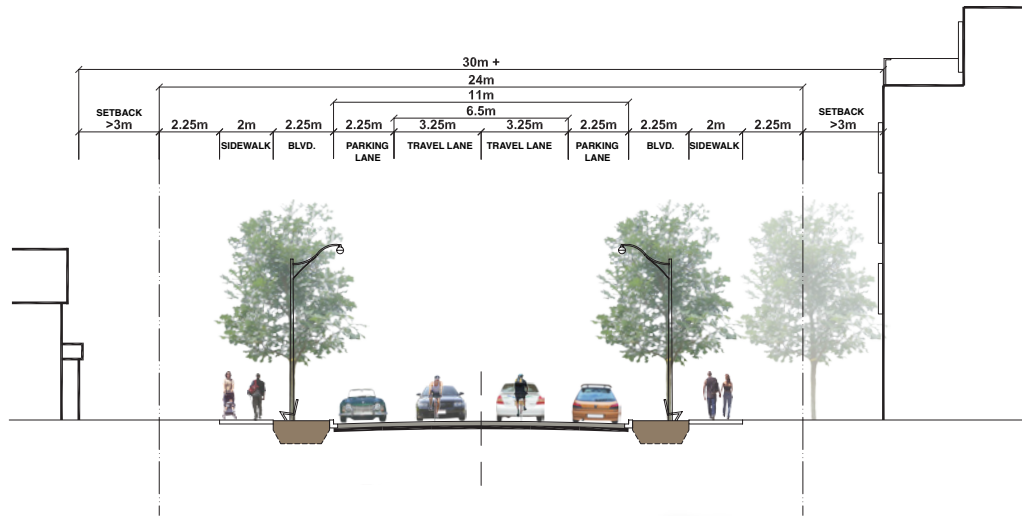 30m +
24m
11m
6.5m
SETBACK
>3m
2.25m
2m
2.25m
2.25m
3.25m
3.25m
2.25m
2.25m
2m
2.25m
SETBACK
>3m
SIDEWALK
BLVD.
PARKING
LANE
TRAVEL LANE
TRAVEL LANE
PARKING
LANE
BLVD.
SIDEWALK